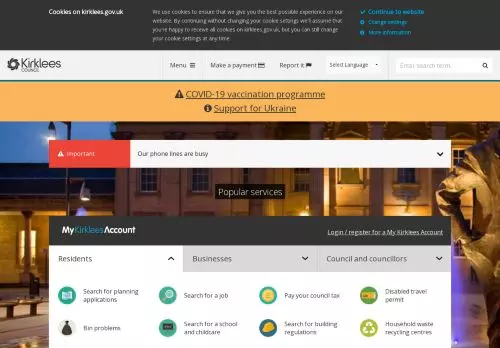 Cookies on kirklees.gov.uk
We use cookies to ensure that we give you the best possible experience on our
website. By continuing without changing your cookie settings we'll assume that
you're happy to receive all cookies on kirklees.gov.uk, but you can still change
your cookie settings at any time.
Continue to website
Change settings
More information
Kirklees
COUNCIL
Menu
Make a payment
Report it
Select Language
Enter search term..
COVID-19 vaccination programme
Support for Ukraine
Important
Our phone lines are busy
Popular services
MyKirkleesAccount
Login / register for a My Kirklees Account
Residents
Businesses
Council and councillors
Search for planning
applications
Search for a job
Pay your council tax
Disabled travel
permit
Bin problems
Search for a school
and childcare
Search for building
regulations
Household waste
recycling centres